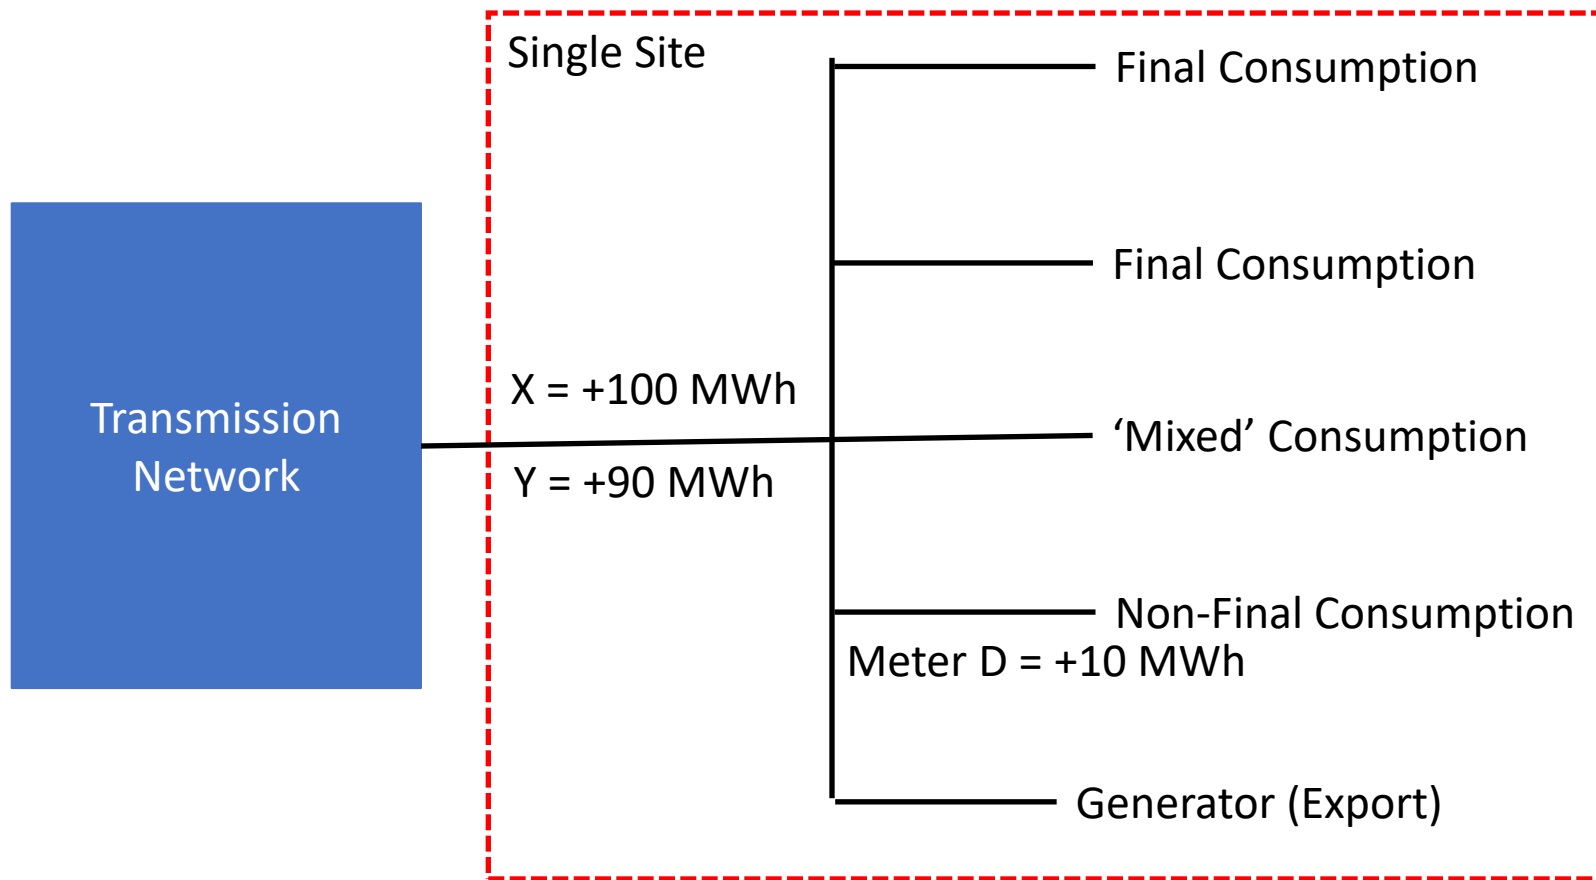 Single Site
Final Consumption
Final Consumption
X = +100 MWh
Transmission
Network
‘Mixed’ Consumption
Y = +90 MWh
Non-Final Consumption
Meter D = +10 MWh
Generator (Export)